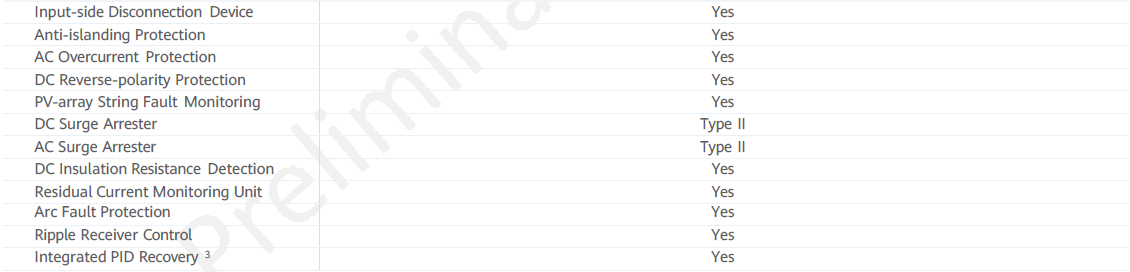 Input-side Disconnection Device Yes
Anti-islanding Protection Yes
AC Overcurrent Protection Yes
DC Reverse-polarity Protection Yes
PV-array String Fault Monitoring Yes
DC Surge Arrester Type II
AC Surge Arrester Type II
DC Insulation Resistance Detection Yes
Residual Current Monitoring Unit Yes
Arc Fault Protection Yes
Ripple Receiver Control Yes
Integrated PID Recovery ³ Yes
Prelimina